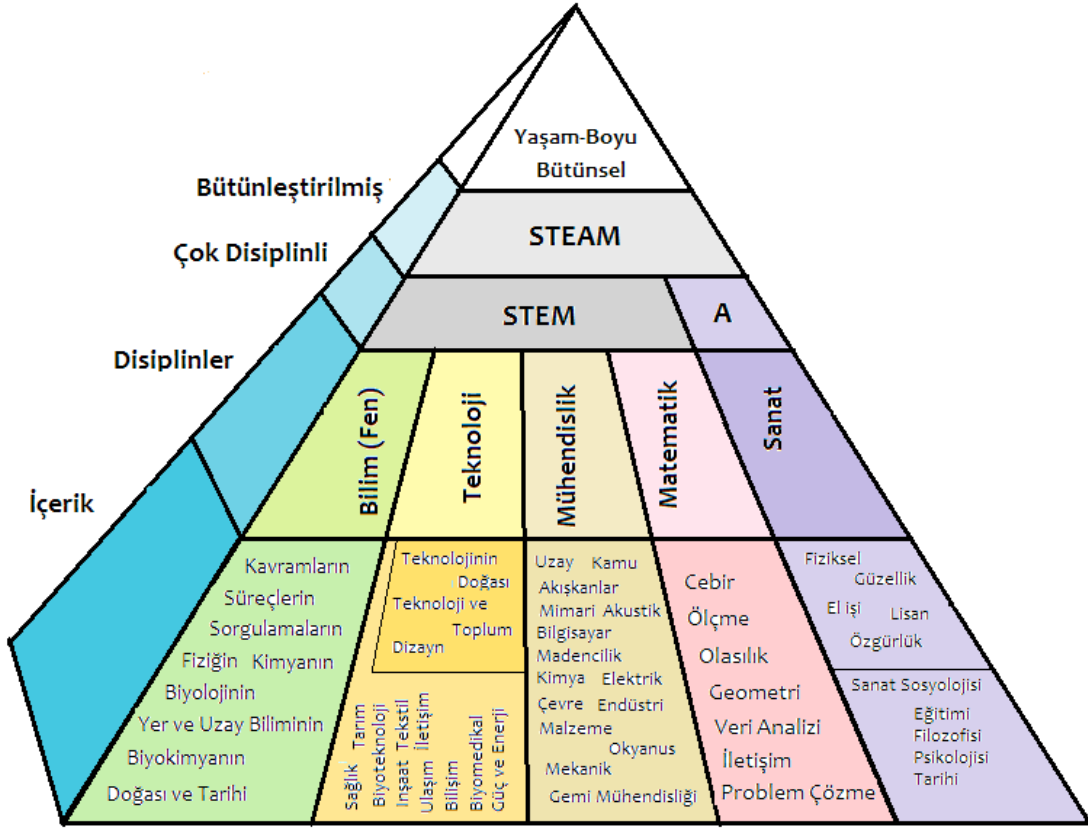 Yaşam-Boyu
Bütünsel
Bütünleştirilmiş
STEAM
Çok Disiplinli
STEM
A
Disiplinler
Bilim (Fen)
Teknoloji
Mühendislik
Matematik
Sanat
İçerik
Kavramların
Süreçlerin
Sorgulamaların
Fiziğin Kimyanın
Biyolojinin
Yer ve Uzay Biliminin
Biyokimyanın
Doğası ve Tarihi
Teknolojinin
Doğası
Teknoloji ve
Toplum
Dizayn
Sağlık Tarım
Biyoteknoloji
İnşaat Tekstil
Ulaşım İletişim
Bilişim
Biyomedikal
Güç ve Enerji
Uzay Kamu
Akışkanlar
Mimari Akustik
Bilgisayar
Madencilik
Kimya Elektrik
Çevre Endüstri
Malzeme
Okyanus
Mekanik
Gemi Mühendisliği
Cebir
Ölçme
Olasılık
Geometri
Veri Analizi
İletişim
Problem Çözme
Fiziksel
Güzellik
El işi Lisan
Özgürlük
Sanat Sosyolojisi
Eğitimi
Filozofisi
Psikolojisi
Tarihi